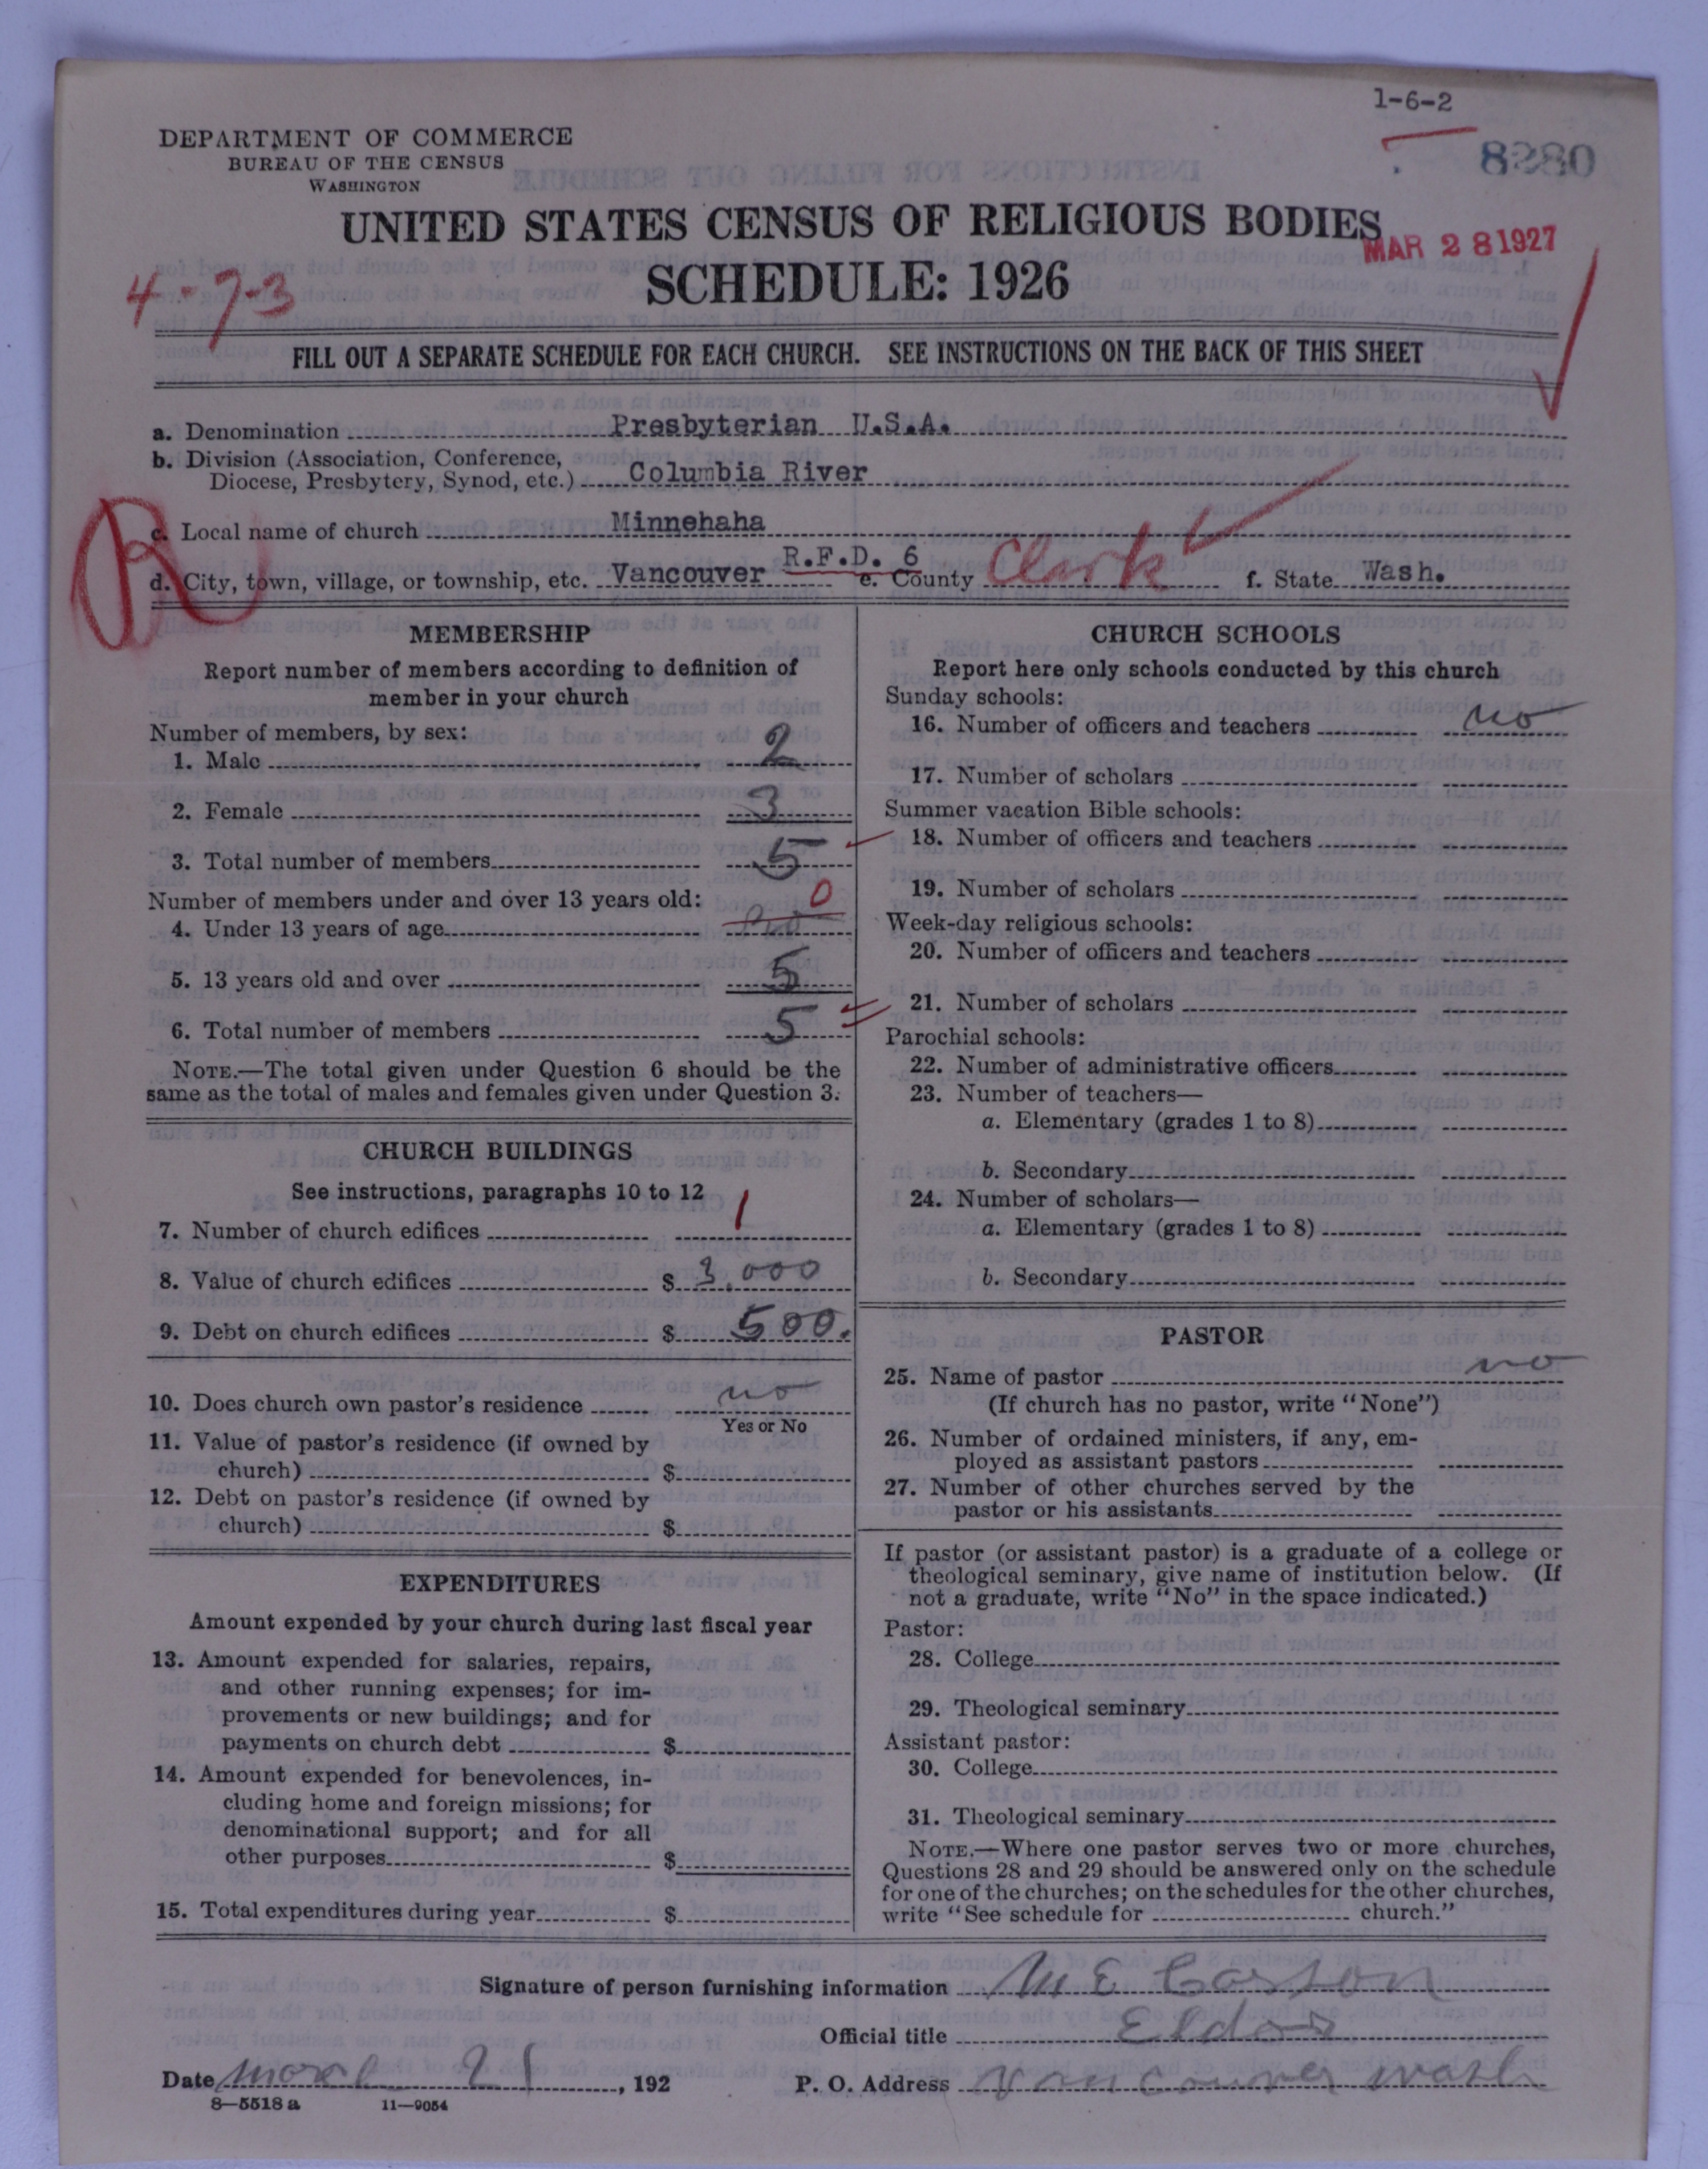 1-6-2
DEPARTMENT OF COMMERCE
BUREAU OF THE CENSUS
WASHINGTON
8280
UNITED STATES CENSUS OF RELIGIOUS BODIES
MAR 28 1927
SCHEDULE: 1926
4-7-3
FILL OUT A SEPARATE SCHEDULE FOR EACH CHURCH. SEE INSTRUCTIONS ON THE BACK OF THIS SHEET
a. Denomination Presbyterian U.S.A.
b. Division (Association, Conference,
Diocese, Presbytery, Synod, etc.) Columbia River
R
c. Local name of church Minnehaha
d. City, town, village, or township, etc. Vancouver R.F.D. 6 e. County Clark f. State Wash.
MEMBERSHIP
Report number of members according to definition of
member in your church
Number of members, by sex:
1. Male 2
2. Female 3
3. Total number of members 5
Number of members under and over 13 years old:
4. Under 13 years of age no 0
5. 13 years old and over 5
6. Total number of members 5
NOTE.—The total given under Question 6 should be the
same as the total of males and females given under Question 3.
CHURCH BUILDINGS
See instructions, paragraphs 10 to 12
7. Number of church edifices 1
8. Value of church edifices $ 3,000
9. Debt on church edifices $ 500.
10. Does church own pastor's residence no
Yes or No
11. Value of pastor's residence (if owned by
church) $
12. Debt on pastor's residence (if owned by
church) $
EXPENDITURES
Amount expended by your church during last fiscal year
13. Amount expended for salaries, repairs,
and other running expenses; for im-
provements or new buildings; and for
payments on church debt $
14. Amount expended for benevolences, in-
cluding home and foreign missions; for
denominational support; and for all
other purposes $
15. Total expenditures during year $
CHURCH SCHOOLS
Report here only schools conducted by this church
Sunday schools:
16. Number of officers and teachers no
17. Number of scholars
Summer vacation Bible schools:
18. Number of officers and teachers
19. Number of scholars
Week-day religious schools:
20. Number of officers and teachers
21. Number of scholars
Parochial schools:
22. Number of administrative officers
23. Number of teachers—
a. Elementary (grades 1 to 8)
b. Secondary
24. Number of scholars—
a. Elementary (grades 1 to 8)
b. Secondary
PASTOR
25. Name of pastor no
(If church has no pastor, write "None")
26. Number of ordained ministers, if any, em-
ployed as assistant pastors
27. Number of other churches served by the
pastor or his assistants
If pastor (or assistant pastor) is a graduate of a college or
theological seminary, give name of institution below. (If
not a graduate, write "No" in the space indicated.)
Pastor:
28. College
29. Theological seminary
Assistant pastor:
30. College
31. Theological seminary
NOTE.—Where one pastor serves two or more churches,
Questions 28 and 29 should be answered only on the schedule
for one of the churches; on the schedules for the other churches,
write "See schedule for church."
Signature of person furnishing information M E Carson
Official title Eldor
Date March 21, 192 P. O. Address Vancouver Wash
8—5518 a 11—9054